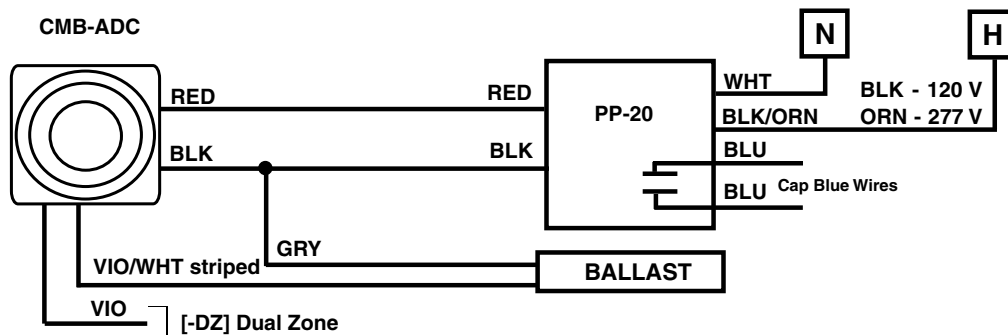 CMB-ADC
N
H
RED
RED
WHT
BLK - 120 V
PP-20
BLK/ORN
ORN - 277 V
BLK
BLK
BLU
BLU
Cap Blue Wires
GRY
VIO/WHT striped
BALLAST
VIO
[-DZ] Dual Zone